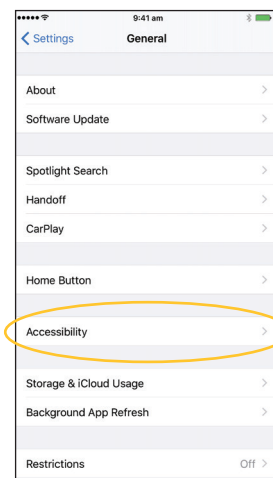 9:41 am
Settings General
About
Software Update
Spotlight Search
Handoff
CarPlay
Home Button
Accessibility
Storage & iCloud Usage
Background App Refresh
Restrictions Off